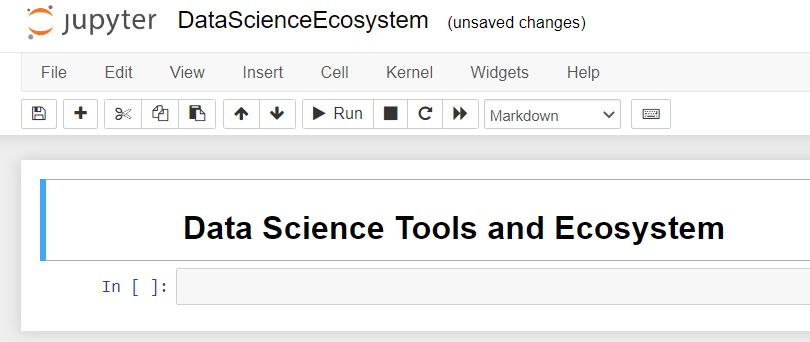 jupyter DataScienceEcosystem (unsaved changes)
File Edit View Insert Cell Kernel Widgets Help
Run Markdown
Data Science Tools and Ecosystem
In [ ]: